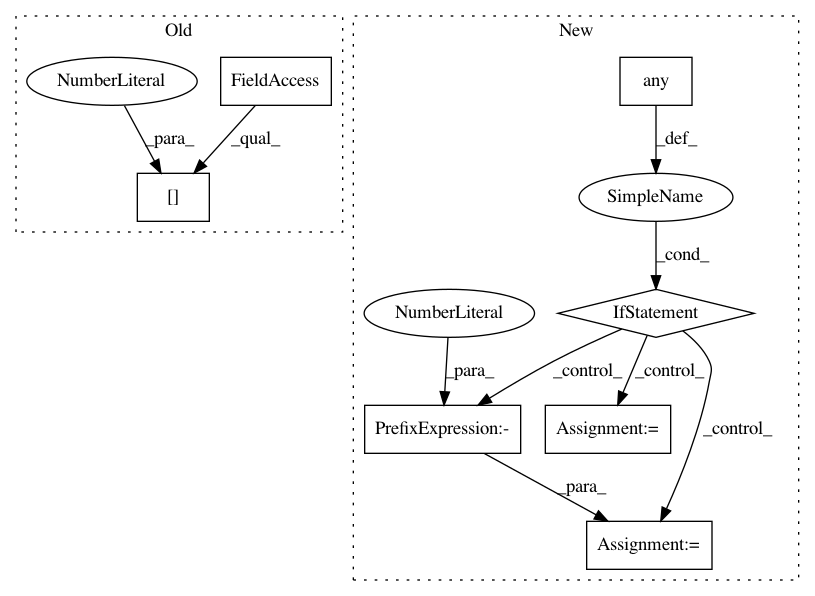 Old
New
NumberLiteral
FieldAccess
any
_para_
_qual_
_def_
[]
SimpleName
_cond_
NumberLiteral
IfStatement
_para_
_control_
_control_
_control_
PrefixExpression:-
Assignment:=
_para_
Assignment:=